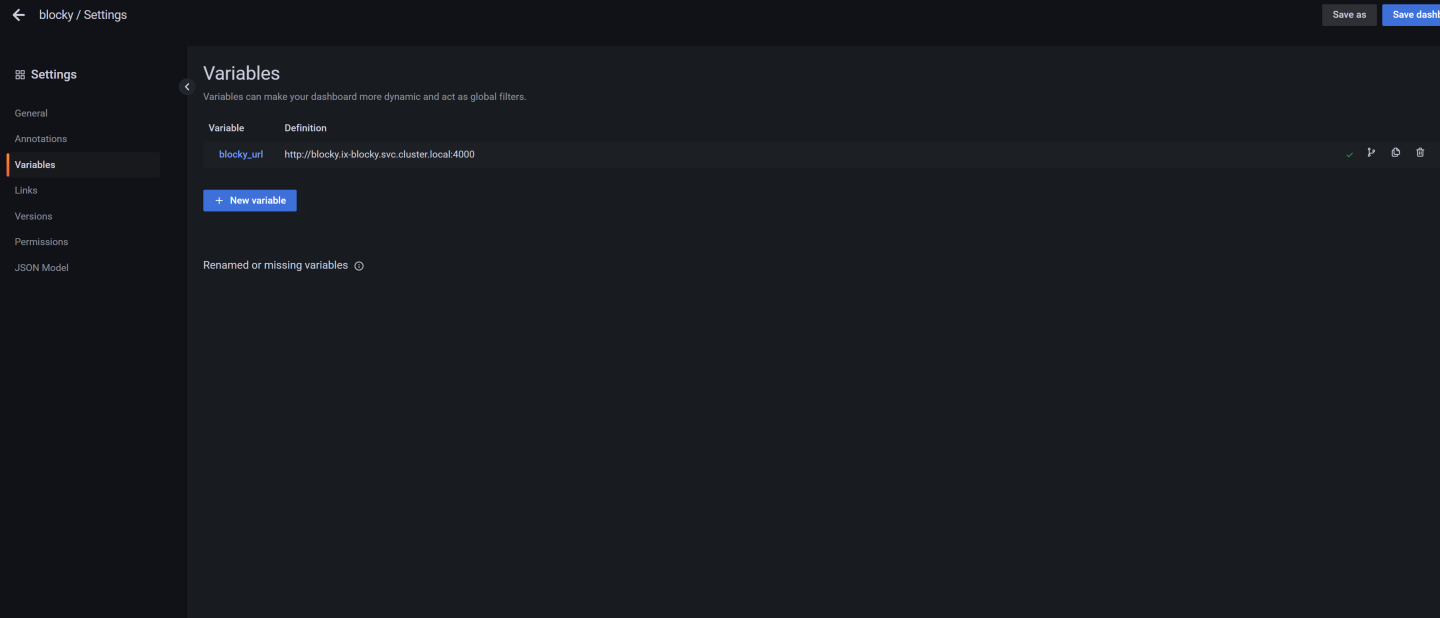 blocky / Settings
Save as
Save dashb
Settings
General
Annotations
Variables
Links
Versions
Permissions
JSON Model
Variables
Variables can make your dashboard more dynamic and act as global filters.
Variable Definition
blocky_url http://blocky.ix-blocky.svc.cluster.local:4000
+ New variable
Renamed or missing variables